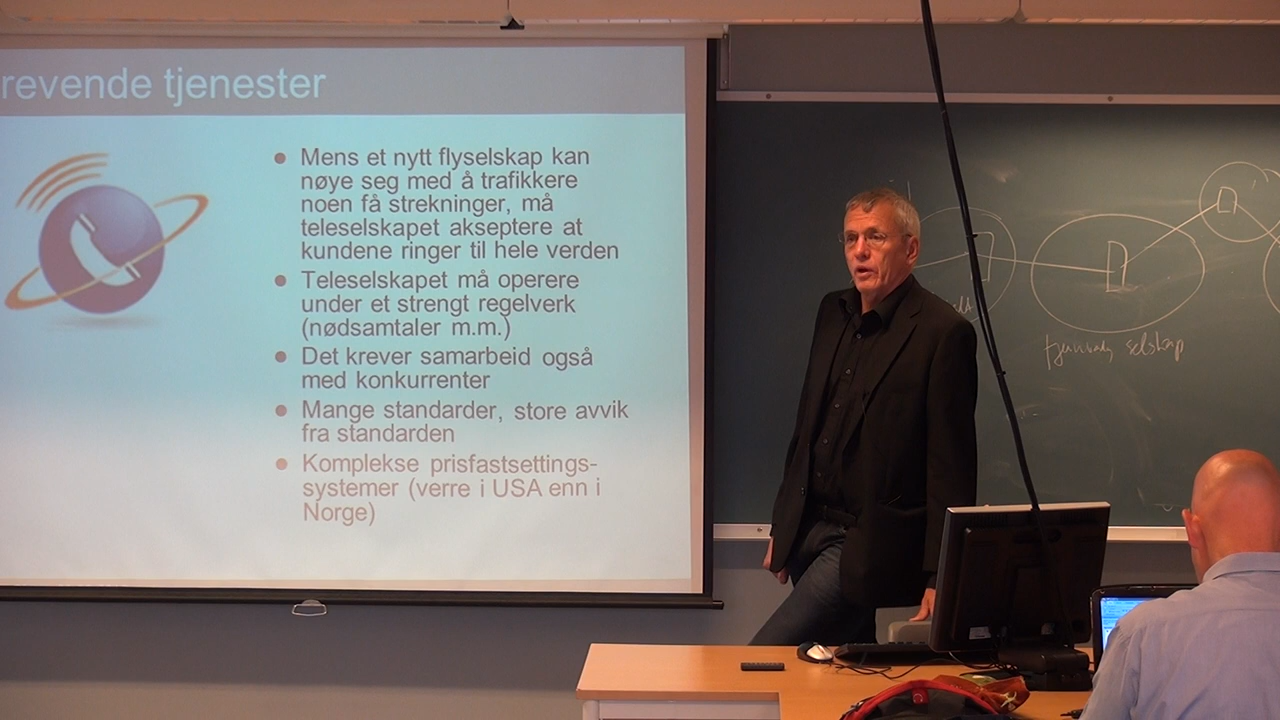 revende tjenester
Mens et nytt flyselskap kan
nøye seg med å trafikkere
noen få strekninger, må
teleselskapet akseptere at
kundene ringer til hele verden
Teleselskapet må operere
under et strengt regelverk
(nødsamtaler m.m.)
Det krever samarbeid også
med konkurrenter
Mange standarder, store avvik
fra standarden
Komplekse prisfastsettings-
systemer (verre i USA enn i
Norge)
selskap